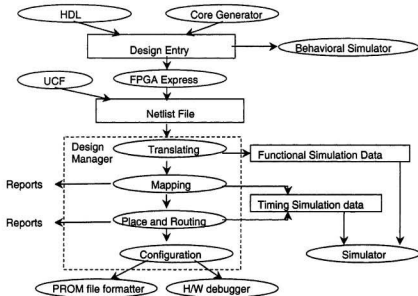 HDL
Core Generator
Design Entry
Behavioral Simulator
FPGA Express
UCF
Netlist File
Design Manager
Translating
Functional Simulation Data
Reports
Mapping
Timing Simulation data
Reports
Place and Routing
Configuration
Simulator
PROM file formatter
H/W debugger